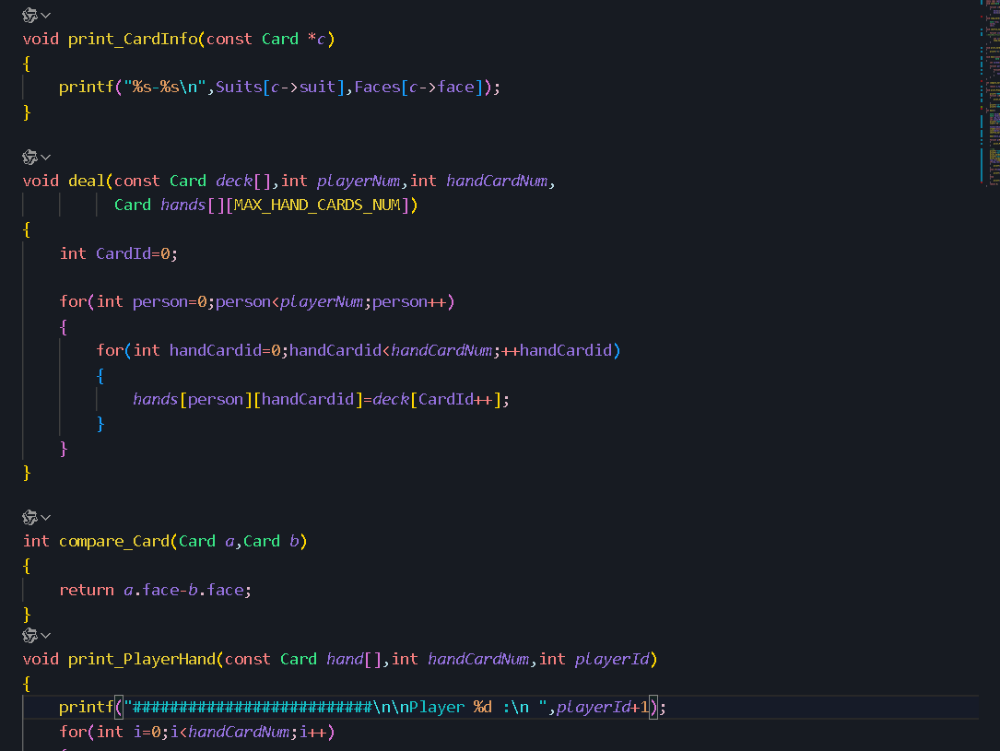 void print_CardInfo(const Card *c)
{
    printf("%s-%s\n",Suits[c->suit],Faces[c->face]);
}
void deal(const Card deck[],int playerNum,int handCardNum,
          Card hands[][MAX_HAND_CARDS_NUM])
{
    int CardId=0;
    for(int person=0;person<playerNum;person++)
    {
        for(int handCardid=0;handCardid<handCardNum;++handCardid)
        {
            hands[person][handCardid]=deck[CardId++];
        }
    }
}
int compare_Card(Card a,Card b)
{
    return a.face-b.face;
}
void print_PlayerHand(const Card hand[],int handCardNum,int playerId)
{
    printf("##########################\n\nPlayer %d :\n ",playerId+1);
    for(int i=0;i<handCardNum;i++)